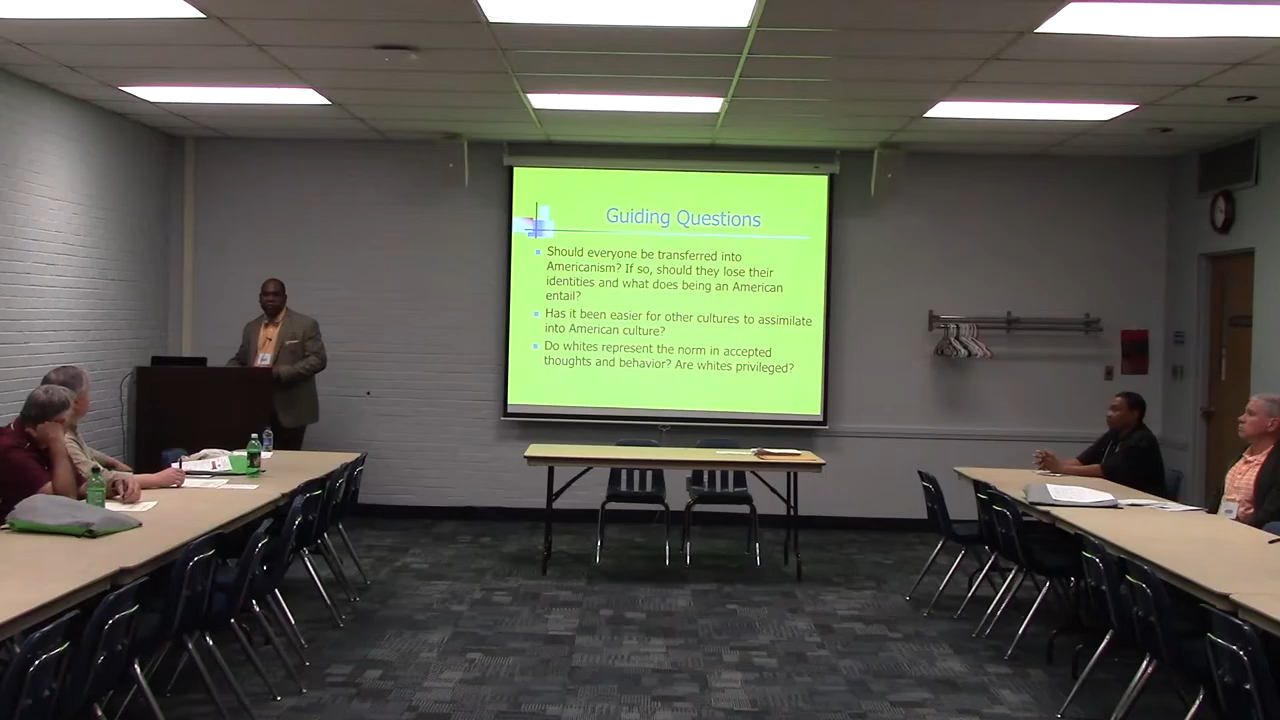 Guiding Questions
Should everyone be transferred into
Americanism? If so, should they lose their
identities and what does being an American
entail?
Has it been easier for other cultures to assimilate
into American culture?
Do whites represent the norm in accepted
thoughts and behavior? Are whites privileged?